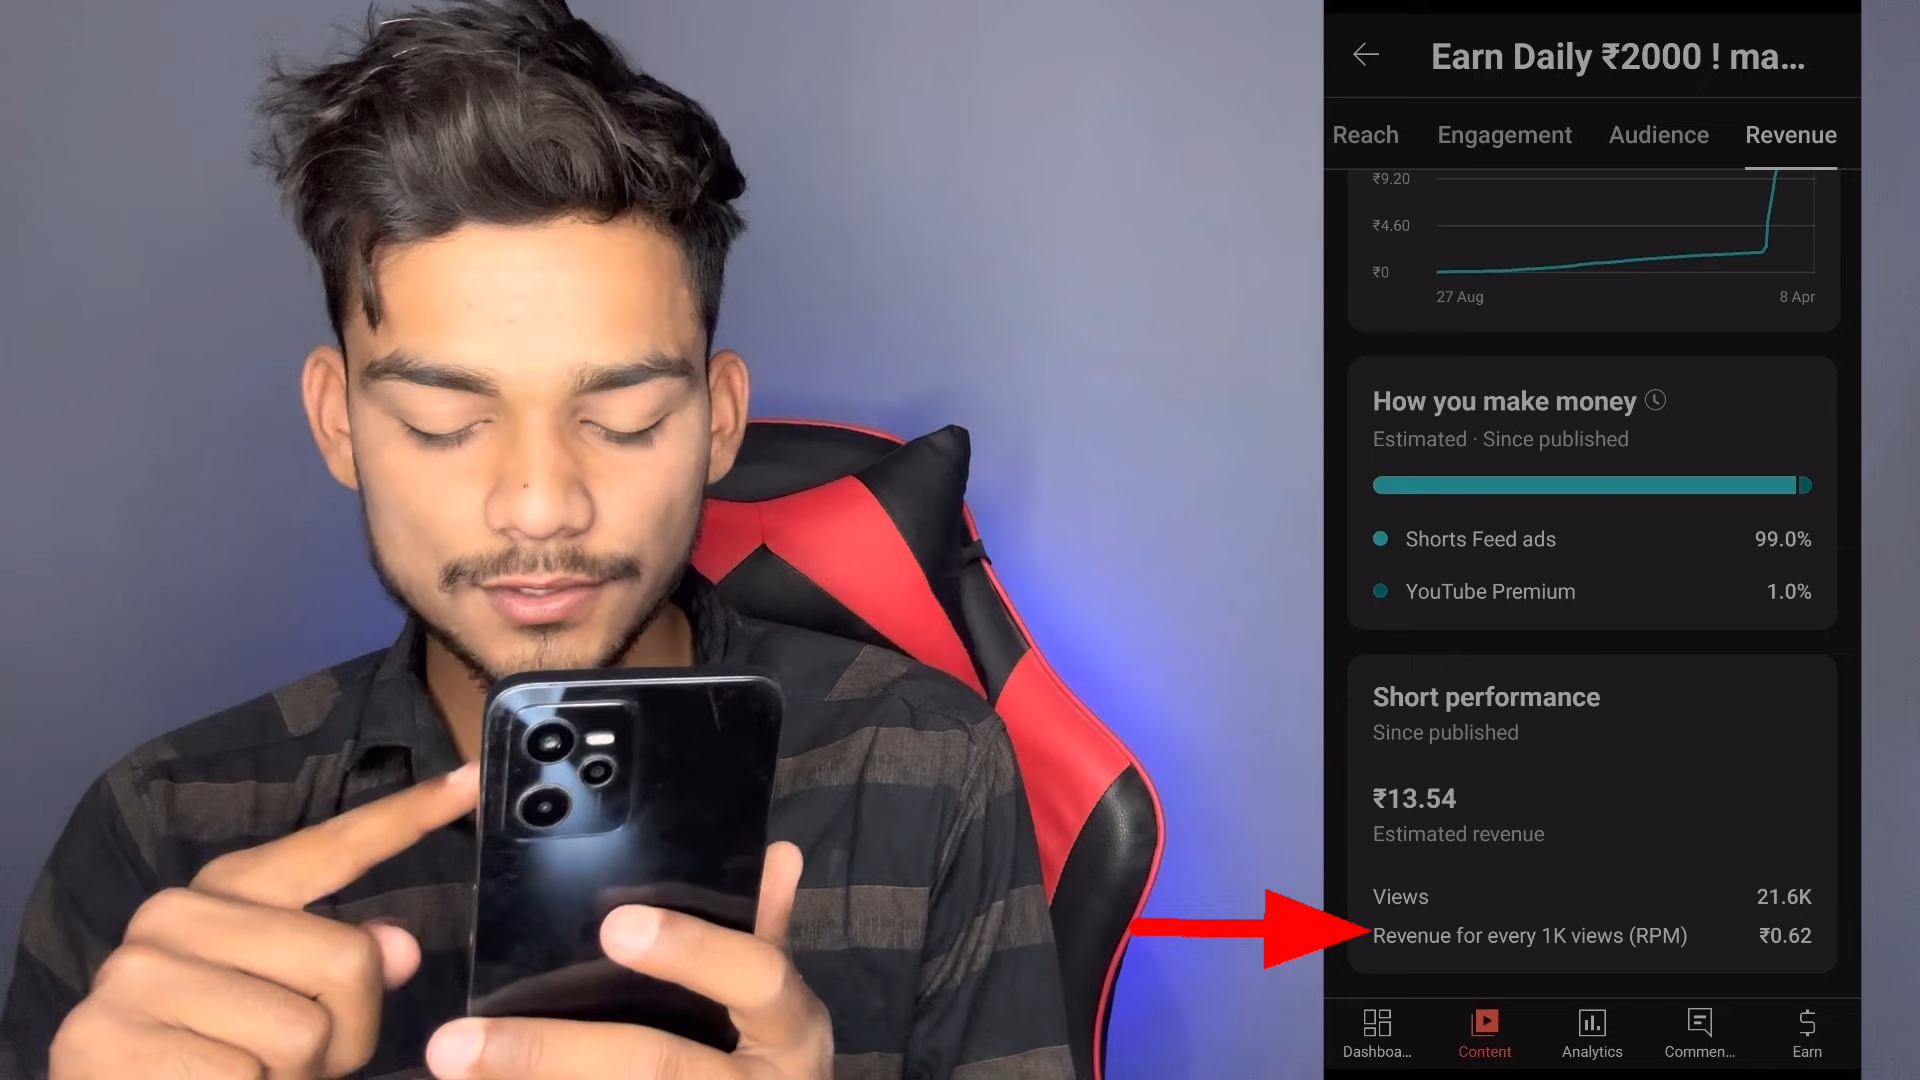 Earn Daily ₹2000 ! ma...
Reach Engagement Audience Revenue
₹9.20
₹4.60
₹0
27 Aug 8 Apr
How you make money
Estimated · Since published
Shorts Feed ads 99.0%
YouTube Premium 1.0%
Short performance
Since published
₹13.54
Estimated revenue
Views 21.6K
Revenue for every 1K views (RPM) ₹0.62
Dashboa... Content Analytics Commen... Earn